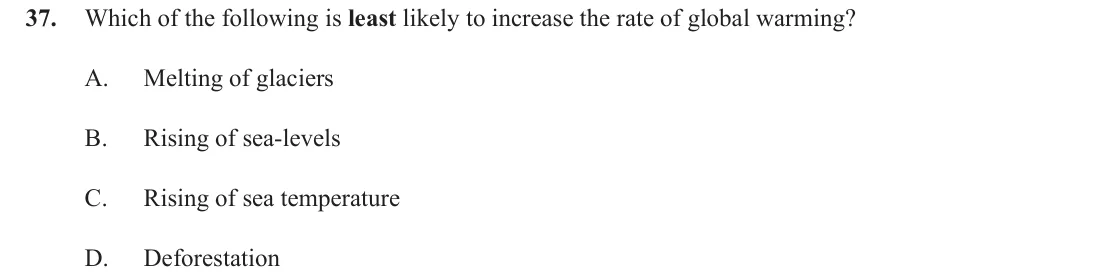 37. Which of the following is least likely to increase the rate of global warming?
A. Melting of glaciers
B. Rising of sea-levels
C. Rising of sea temperature
D. Deforestation